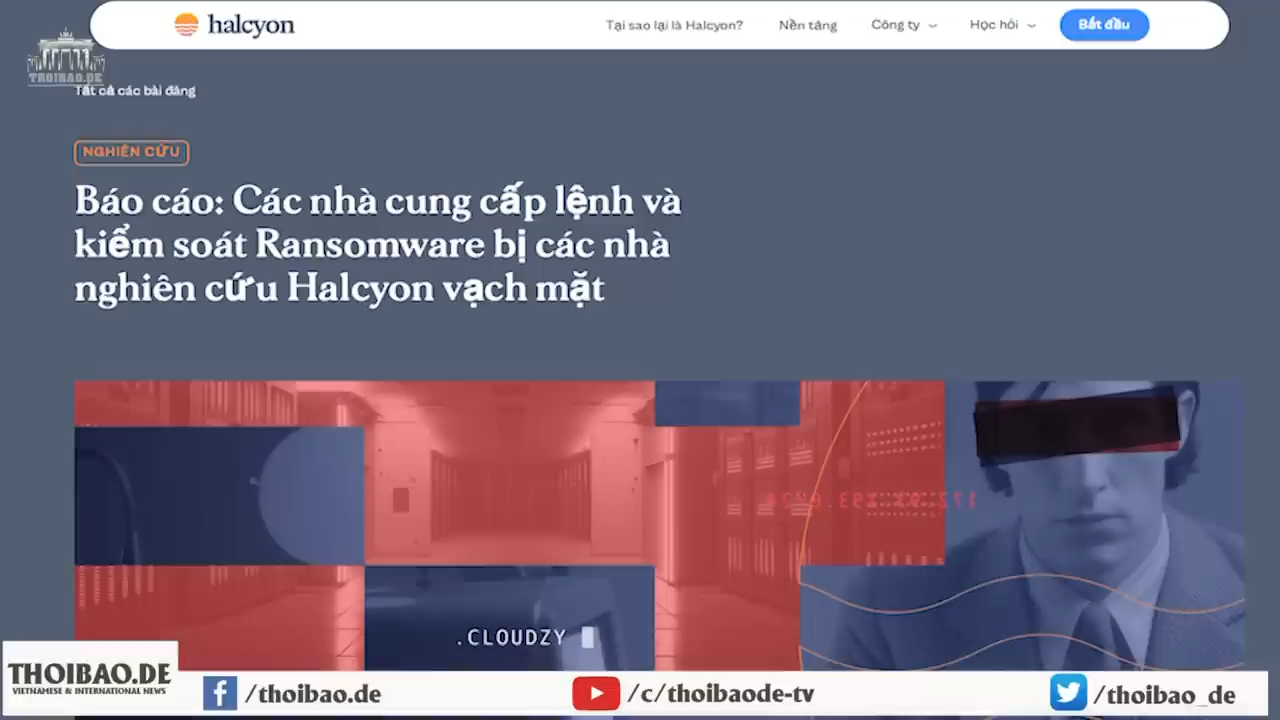 halcyon
Tại sao lại là Halcyon?
Nền tảng
Công ty
Học hỏi
Bắt đầu
THOIBAO.DE
Tất cả các bài đăng
NGHIÊN CỨU
Báo cáo: Các nhà cung cấp lệnh và
kiểm soát Ransomware bị các nhà
nghiên cứu Halcyon vạch mặt
.CLOUDZY
THOIBAO.DE
VIETNAMESE & INTERNATIONAL NEWS
/thoibao.de
/c/thoibaode-tv
/thoibao_de